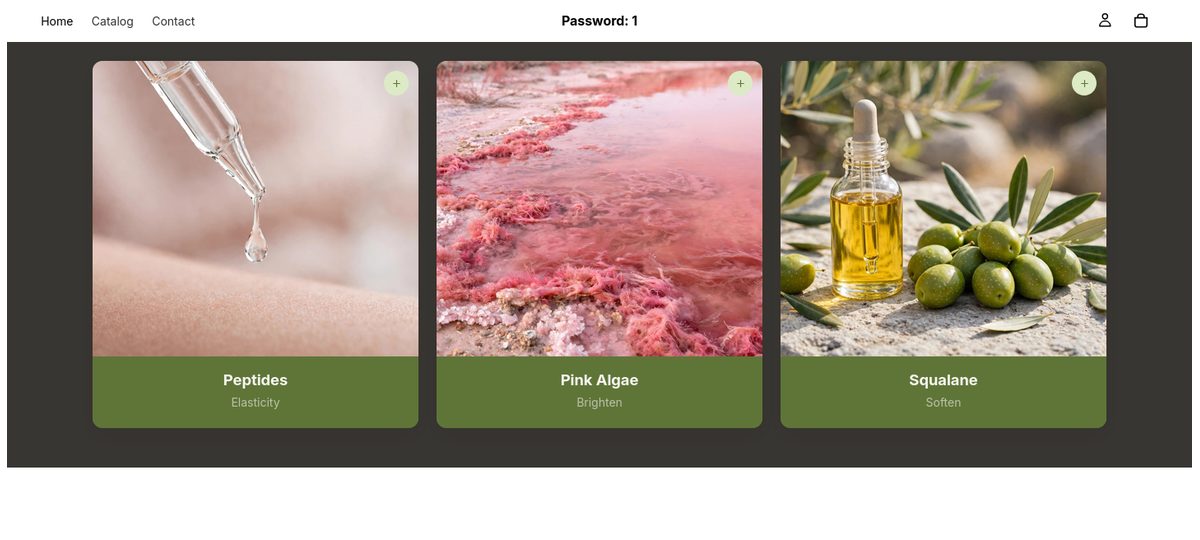 Home Catalog Contact
Password: 1
Peptides
Elasticity
Pink Algae
Brighten
Squalane
Soften